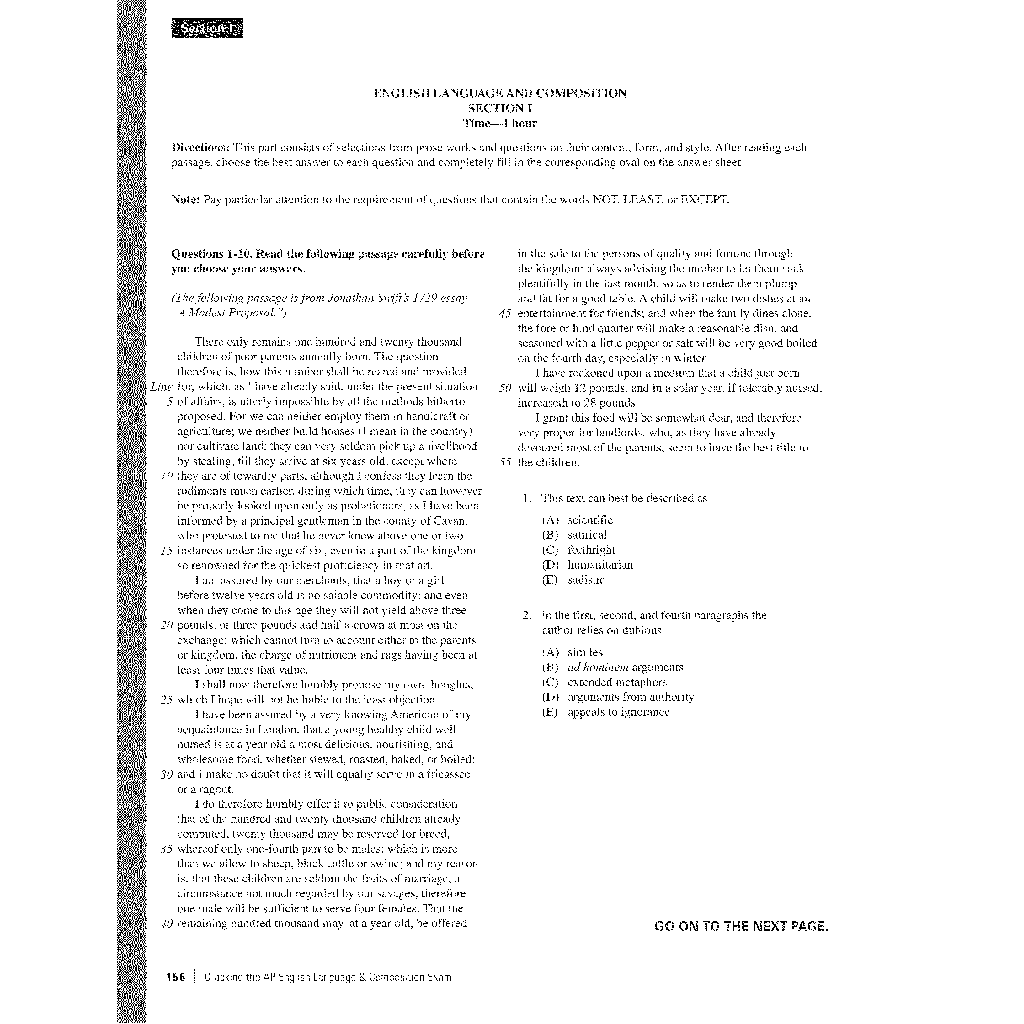 Section I
ENGLISH LANGUAGE AND COMPOSITION
SECTION I
Time—1 hour
Directions: This part consists of selections from prose works and questions on their content, form, and style. After reading each
passage, choose the best answer to each question and completely fill in the corresponding oval on the answer sheet.
Note: Pay particular attention to the requirement of questions that contain the words NOT, LEAST, or EXCEPT.
Questions 1-10. Read the following passage carefully before
you choose your answers.
(The following passage is from Jonathan Swift's 1729 essay
"A Modest Proposal.")
There only remains one hundred and twenty thousand
children of poor parents annually born. The question
therefore is, how this number shall be reared and provided
Line for, which, as I have already said, under the present situation
5 of affairs, is utterly impossible by all the methods hitherto
proposed. For we can neither employ them in handicraft or
agriculture; we neither build houses (I mean in the country)
nor cultivate land: they can very seldom pick up a livelihood
by stealing, till they arrive at six years old, except where
10 they are of towardly parts, although I confess they learn the
rudiments much earlier, during which time, they can however
be properly looked upon only as probationers, as I have been
informed by a principal gentleman in the county of Cavan,
who protested to me that he never knew above one or two
15 instances under the age of six, even in a part of the kingdom
so renowned for the quickest proficiency in that art.
I am assured by our merchants, that a boy or a girl
before twelve years old is no salable commodity; and even
when they come to this age they will not yield above three
20 pounds, or three pounds and half a crown at most on the
exchange; which cannot turn to account either to the parents
or kingdom, the charge of nutriment and rags having been at
least four times that value.
I shall now therefore humbly propose my own thoughts,
25 which I hope will not be liable to the least objection.
I have been assured by a very knowing American of my
acquaintance in London, that a young healthy child well
nursed is at a year old a most delicious, nourishing, and
wholesome food, whether stewed, roasted, baked, or boiled;
30 and I make no doubt that it will equally serve in a fricassee
or a ragout.
I do therefore humbly offer it to public consideration
that of the hundred and twenty thousand children already
computed, twenty thousand may be reserved for breed,
35 whereof only one-fourth part to be males; which is more
than we allow to sheep, black cattle or swine; and my reason
is, that these children are seldom the fruits of marriage, a
circumstance not much regarded by our savages, therefore
one male will be sufficient to serve four females. That the
40 remaining hundred thousand may, at a year old, be offered
in the sale to the persons of quality and fortune through
the kingdom; always advising the mother to let them suck
plentifully in the last month, so as to render them plump
and fat for a good table. A child will make two dishes at an
45 entertainment for friends; and when the family dines alone,
the fore or hind quarter will make a reasonable dish, and
seasoned with a little pepper or salt will be very good boiled
on the fourth day, especially in winter.
I have reckoned upon a medium that a child just born
50 will weigh 12 pounds, and in a solar year, if tolerably nursed,
increased to 28 pounds.
I grant this food will be somewhat dear, and therefore
very proper for landlords, who, as they have already
devoured most of the parents, seem to have the best title to
55 the children.
1. This text can best be described as
(A) scientific
(B) satirical
(C) forthright
(D) humanitarian
(E) sadistic
2. In the first, second, and fourth paragraphs the
author relies on dubious
(A) similes
(B) ad hominem arguments
(C) extended metaphors
(D) arguments from authority
(E) appeals to ignorance
GO ON TO THE NEXT PAGE.
156 | Cracking the AP English Language & Composition Exam